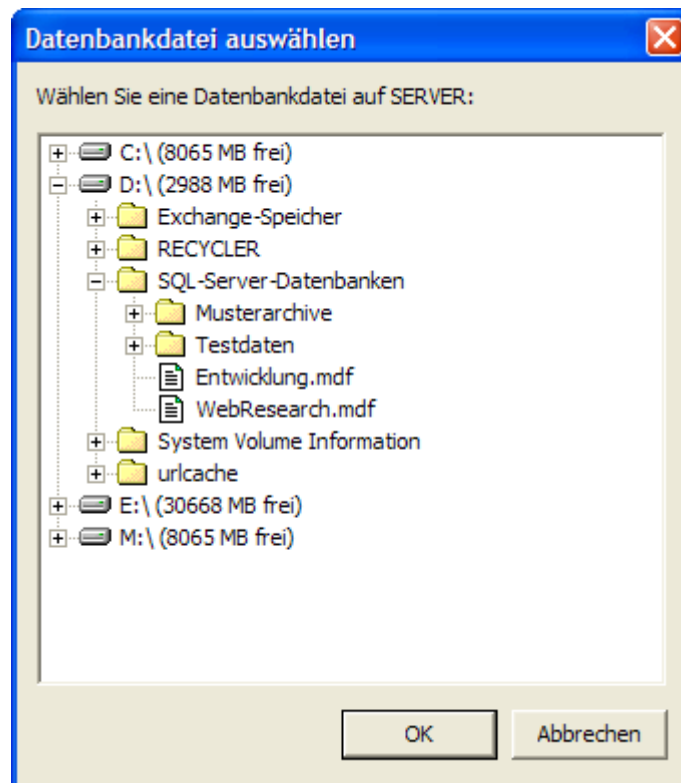 Datenbankdatei auswählen
Wählen Sie eine Datenbankdatei auf SERVER:
C:\ (8065 MB frei)
D:\ (2988 MB frei)
Exchange-Speicher
RECYCLER
SQL-Server-Datenbanken
Musterarchive
Testdaten
Entwicklung.mdf
WebResearch.mdf
System Volume Information
urlcache
E:\ (30668 MB frei)
M:\ (8065 MB frei)
OK Abbrechen